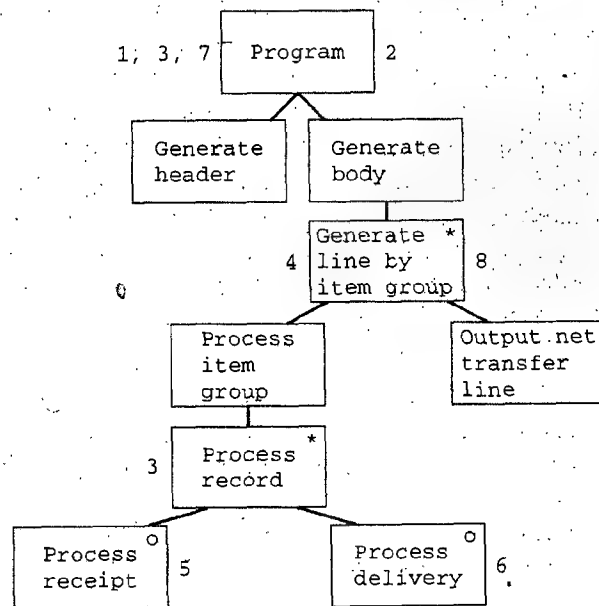 1, 3, 7 Program 2
Generate header
Generate body
4 Generate * 8
line by
item group
Process
item
group
Output net
transfer
line
3 Process *
record
Process o
receipt 5
Process o
delivery 6